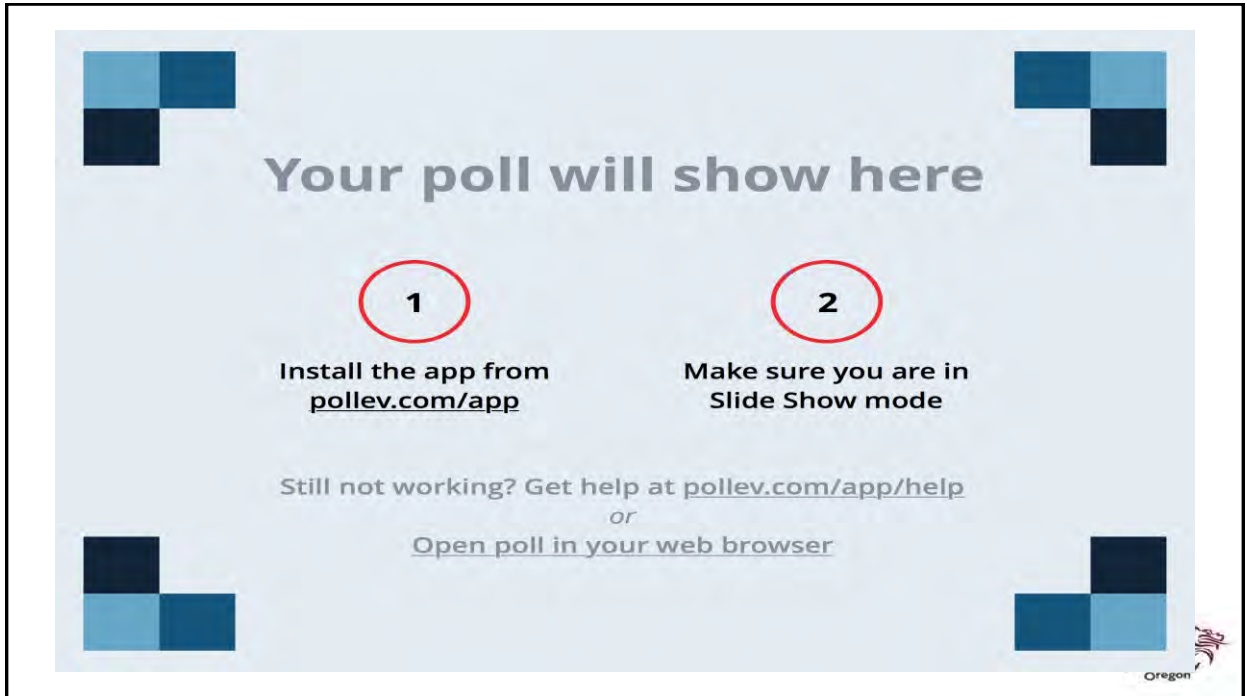 Your poll will show here
1
2
Install the app from
pollev.com/app
Make sure you are in
Slide Show mode
Still not working? Get help at pollev.com/app/help
or
Open poll in your web browser
Oregon